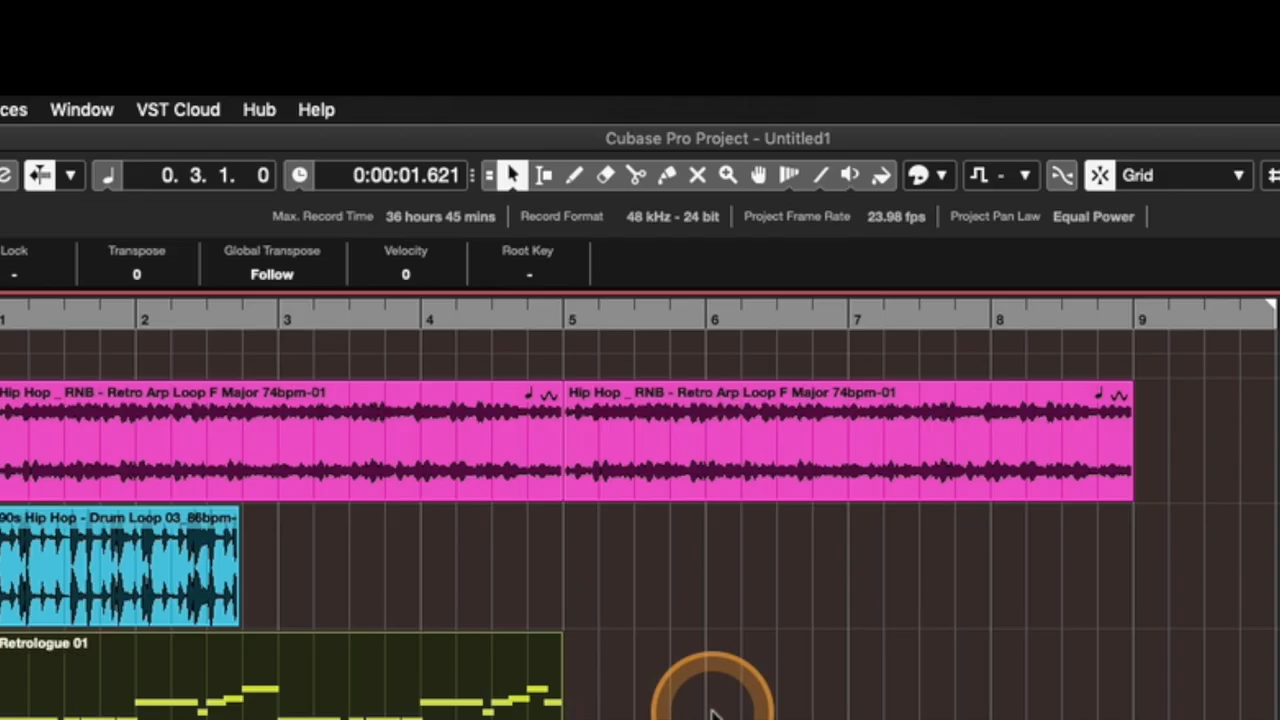 ces Window VST Cloud Hub Help
Cubase Pro Project - Untitled1
0. 3. 1. 0 0:00:01.621 - Grid
Max. Record Time 36 hours 45 mins Record Format 48 kHz - 24 bit Project Frame Rate 23.98 fps Project Pan Law Equal Power
Lock Transpose Global Transpose Velocity Root Key
- 0 Follow 0 -
1 2 3 4 5 6 7 8 9
Hip Hop _ RNB - Retro Arp Loop F Major 74bpm-01 Hip Hop _ RNB - Retro Arp Loop F Major 74bpm-01
90s Hip Hop - Drum Loop 03_86bpm-
Retrologue 01